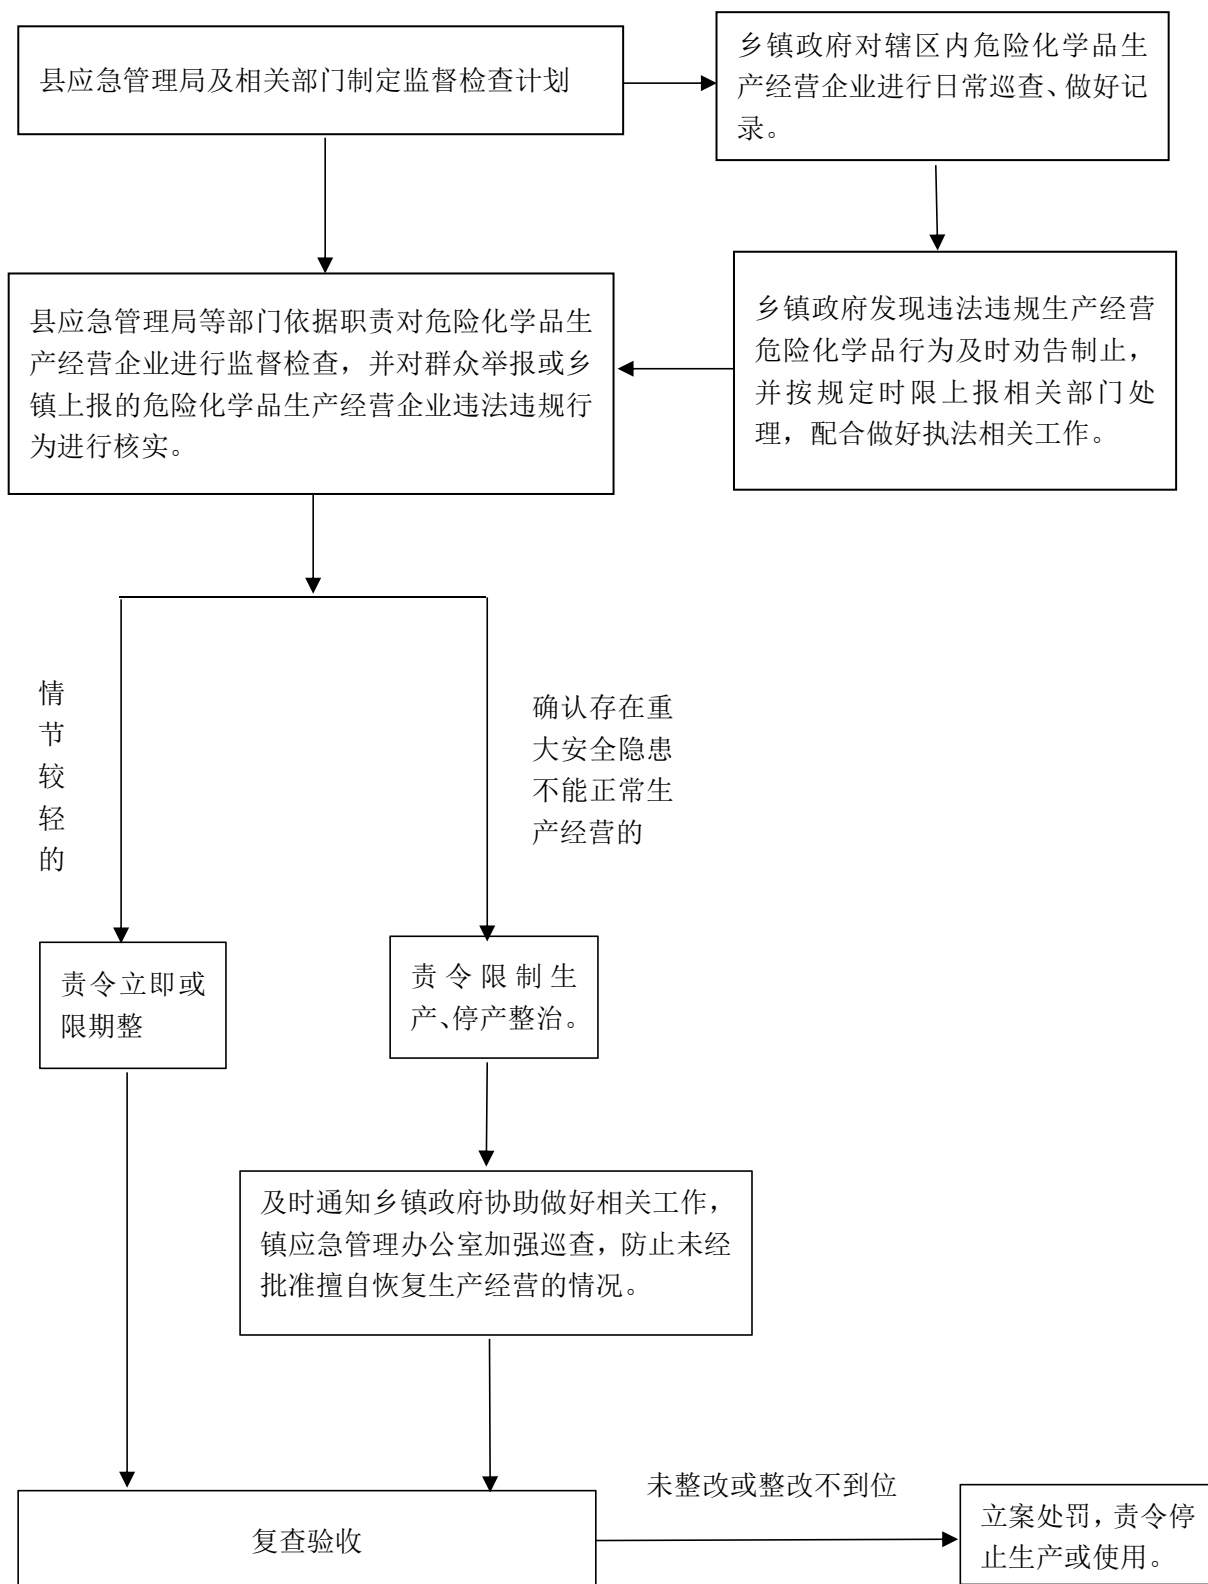 县应急管理局及相关部门制定监督检查计划
乡镇政府对辖区内危险化学品生
产经营企业进行日常巡查、做好记
录。
县应急管理局等部门依据职责对危险化学品生
产经营企业进行监督检查，并对群众举报或乡
镇上报的危险化学品生产经营企业违法违规行
为进行核实。
乡镇政府发现违法违规生产经营
危险化学品行为及时劝告制止，
并按规定时限上报相关部门处
理，配合做好执法相关工作。
情
节
较
轻
的
确认存在重
大安全隐患
不能正常生
产经营的
责令立即或
限期整
责令限制生
产、停产整治。
及时通知乡镇政府协助做好相关工作，
镇应急管理办公室加强巡查，防止未经
批准擅自恢复生产经营的情况。
复查验收
未整改或整改不到位
立案处罚，责令停
止生产或使用。